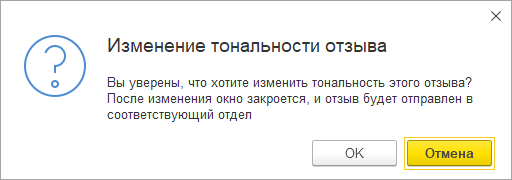 Изменение тональности отзыва
Вы уверены, что хотите изменить тональность этого отзыва?
После изменения окно закроется, и отзыв будет отправлен в
соответствующий отдел
OK
Отмена